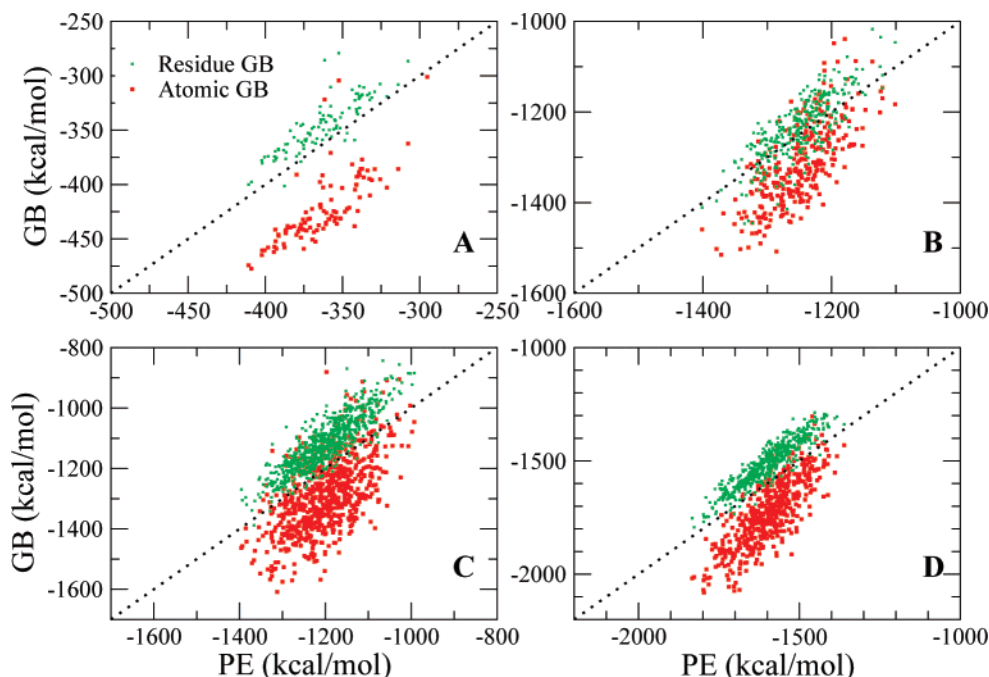 -250
-300
-350
-400
-450
-500
-500 -450 -400 -350 -300 -250
GB (kcal/mol)
Residue GB
Atomic GB
A
-1000
-1200
-1400
-1600
-1600 -1400 -1200 -1000
B
-800
-1000
-1200
-1400
-1600
-1600 -1400 -1200 -1000 -800
GB (kcal/mol)
PE (kcal/mol)
C
-1000
-1500
-2000
-2000 -1500 -1000
PE (kcal/mol)
D